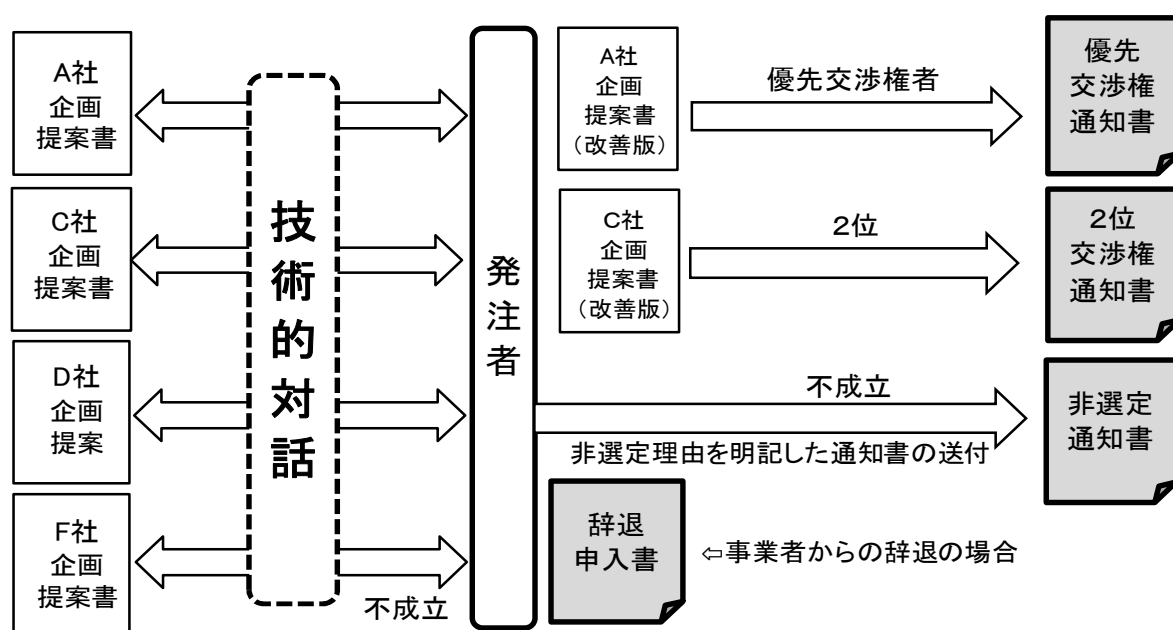 A社
企画
提案書
C社
企画
提案書
D社
企画
提案
F社
企画
提案書
技術的対話
不成立
発注者
A社
企画
提案書
（改善版）
優先交渉権者
優先
交渉権
通知書
C社
企画
提案書
（改善版）
2位
2位
交渉権
通知書
不成立
非選定理由を明記した通知書の送付
非選定
通知書
辞退
申入書
⇦事業者からの辞退の場合